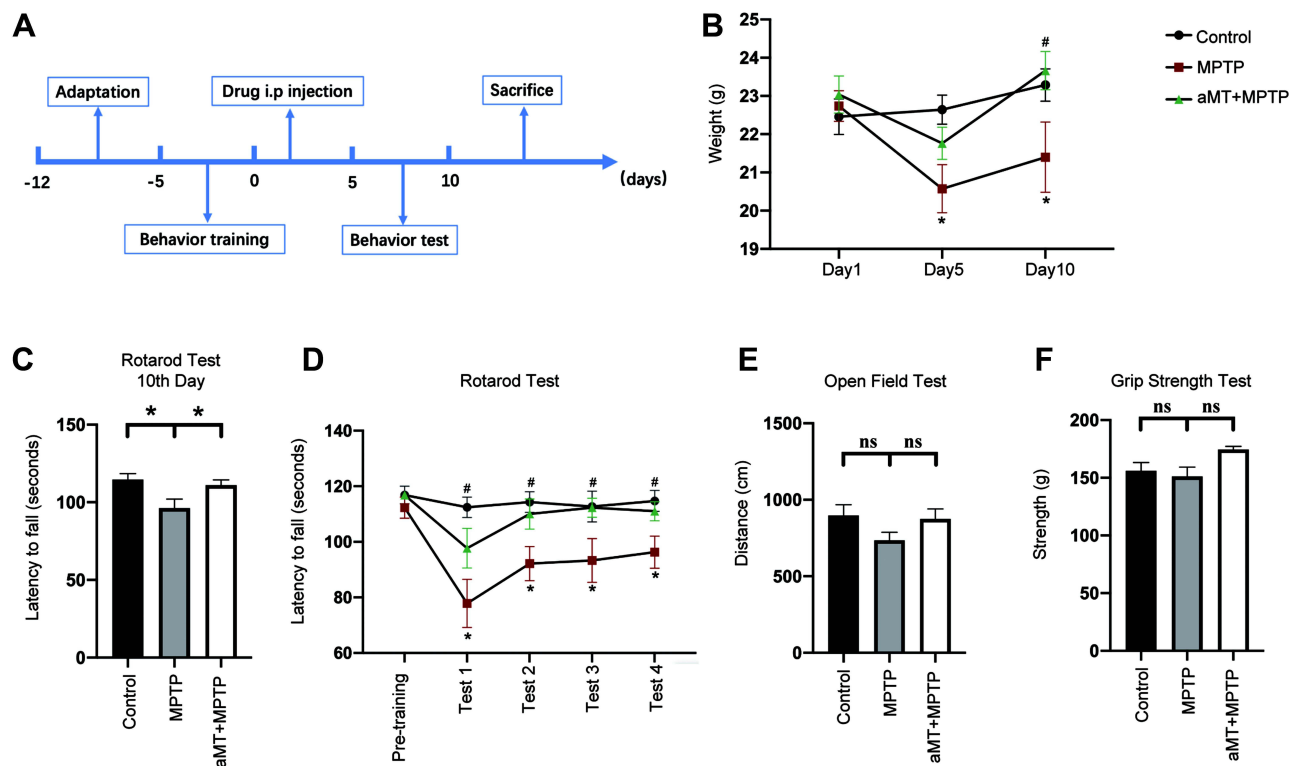 A
Adaptation
Drug i.p injection
Sacrifice
-12
-5
0
5
10
(days)
Behavior training
Behavior test
B
Weight (g)
25
24
23
22
21
20
19
#
*
*
Day1
Day5
Day10
Control
MPTP
aMT+MPTP
C
Rotarod Test
10th Day
Latency to fall (seconds)
150
100
50
0
*
*
Control
MPTP
aMT+MPTP
D
Rotarod Test
Latency to fall (seconds)
140
120
100
80
60
#
#
#
#
*
*
*
*
Pre-training
Test 1
Test 2
Test 3
Test 4
E
Open Field Test
Distance (cm)
1500
1000
500
0
ns
ns
Control
MPTP
aMT+MPTP
F
Grip Strength Test
Strength (g)
200
150
100
50
0
ns
ns
Control
MPTP
aMT+MPTP